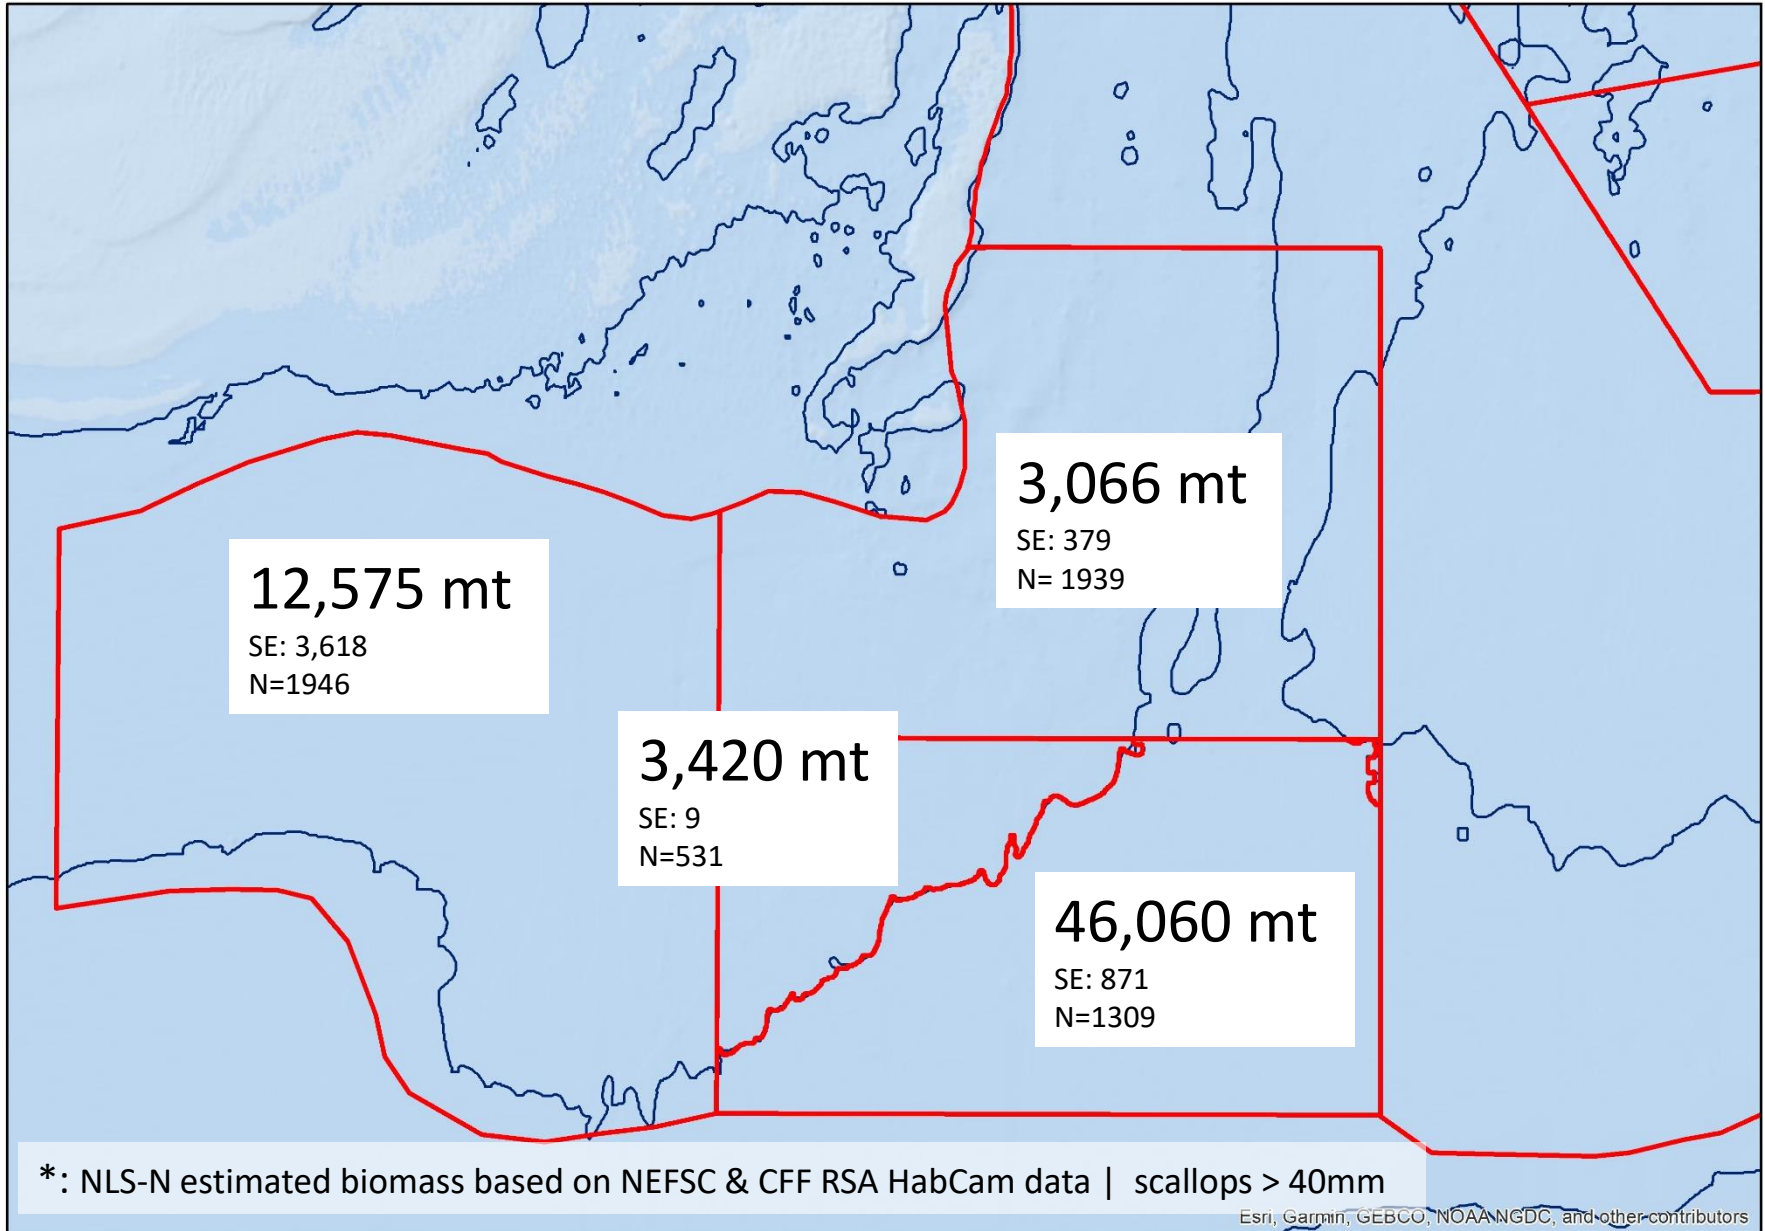 3,066 mt
SE: 379
N= 1939
12,575 mt
SE: 3,618
N=1946
3,420 mt
SE: 9
N=531
46,060 mt
SE: 871
N=1309
*: NLS-N estimated biomass based on NEFSC & CFF RSA HabCam data | scallops > 40mm
Esri, Garmin, GEBCO, NOAA NGDC, and other contributors